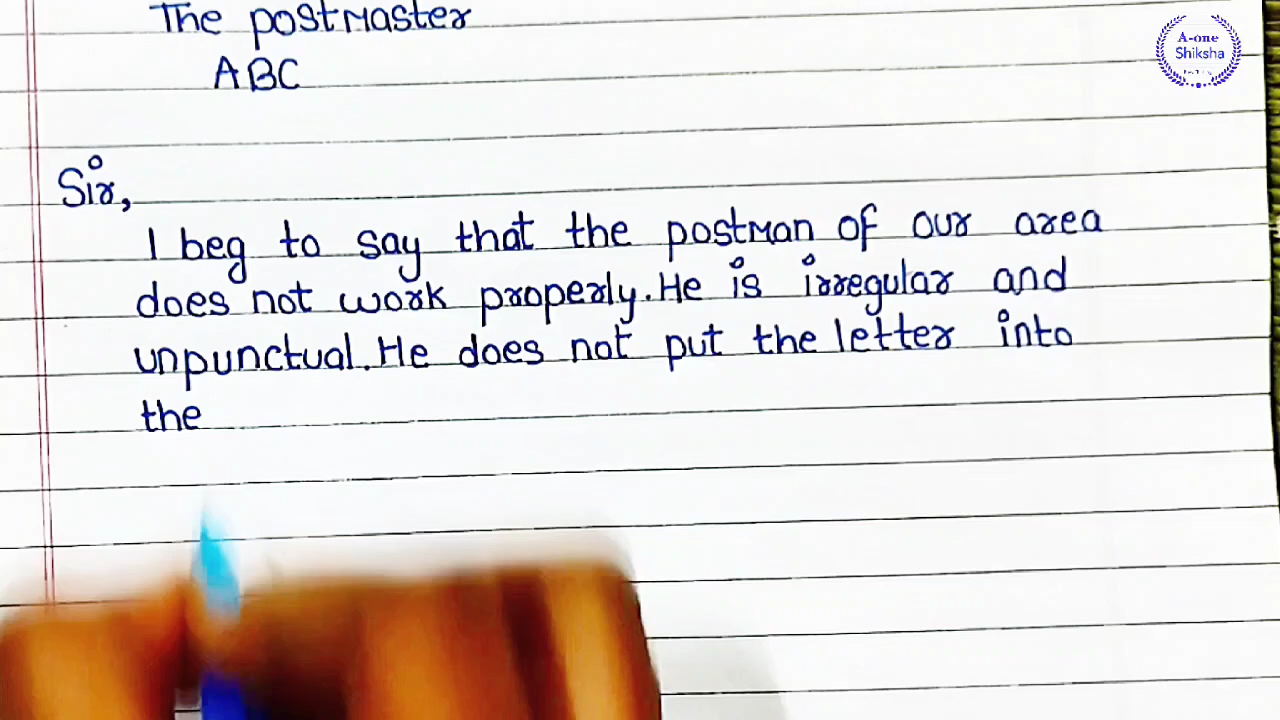 The postmaster
ABC
A-one
Shiksha
Sir,
I beg to say that the postman of our area
does not work properly. He is irregular and
unpunctual. He does not put the letter into
the